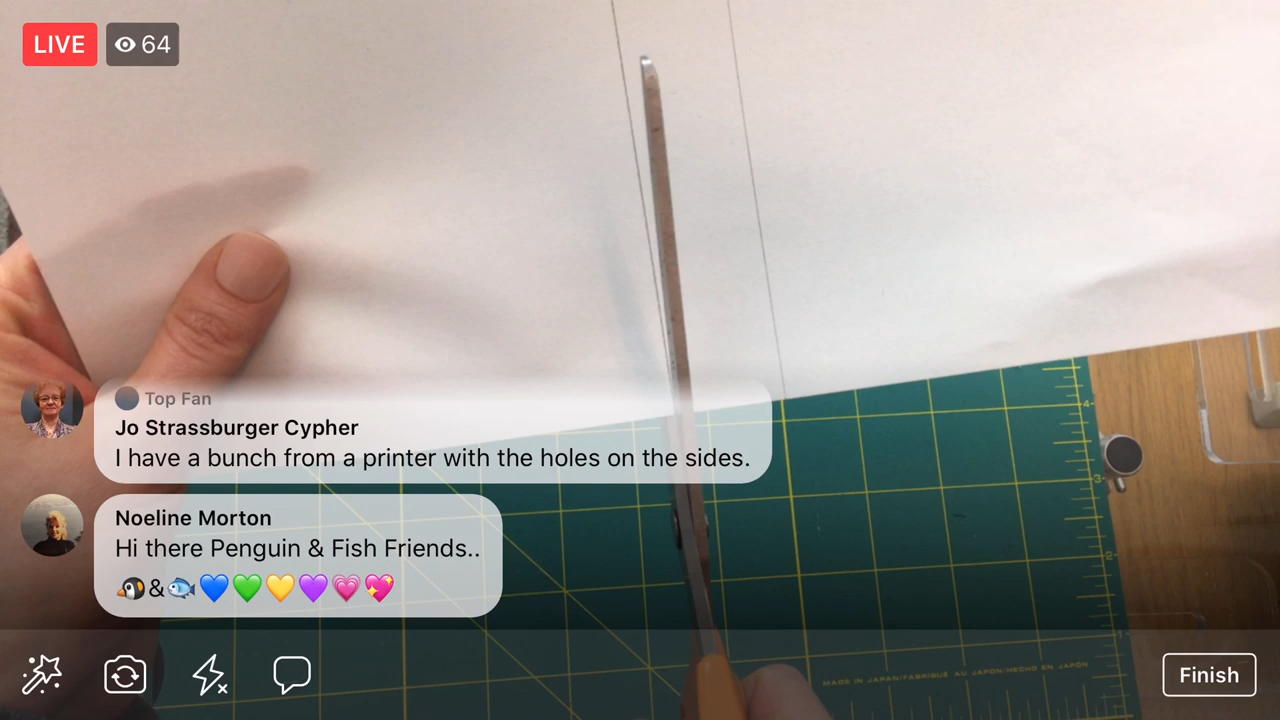 LIVE
64
Top Fan
Jo Strassburger Cypher
I have a bunch from a printer with the holes on the sides.
Noeline Morton
Hi there Penguin & Fish Friends..
🐧&🐟💙💚💛💜💗💖
4
3
2
1
MADE IN JAPAN/FABRIQUÉ AU JAPON/HECHO EN JAPÓN
Finish